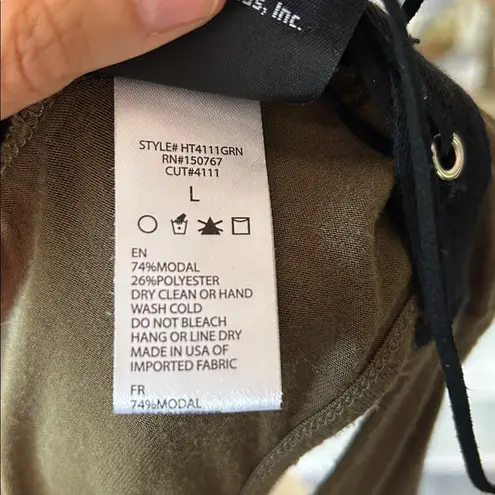 Inc.
STYLE# HT4111GRN
RN#150767
CUT#4111
L
EN
74%MODAL
26%POLYESTER
DRY CLEAN OR HAND
WASH COLD
DO NOT BLEACH
HANG OR LINE DRY
MADE IN USA OF
IMPORTED FABRIC
FR
74%MODAL